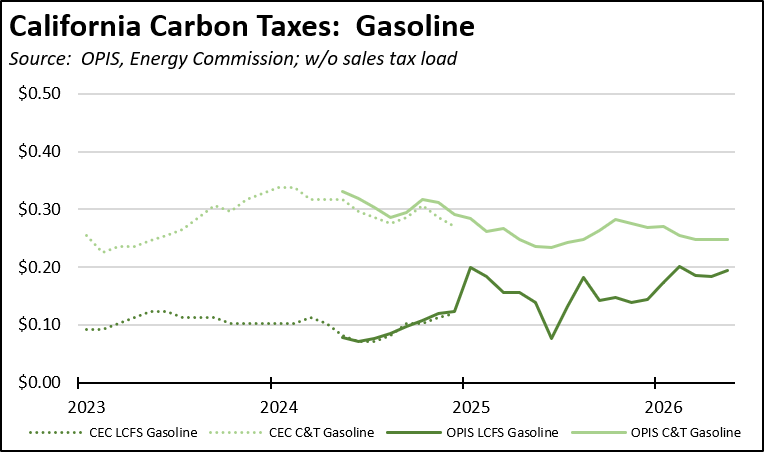 California Carbon Taxes: Gasoline
Source: OPIS, Energy Commission; w/o sales tax load
$0.50
$0.40
$0.30
$0.20
$0.10
$0.00
2023 2024 2025 2026
CEC LCFS Gasoline CEC C&T Gasoline OPIS LCFS Gasoline OPIS C&T Gasoline